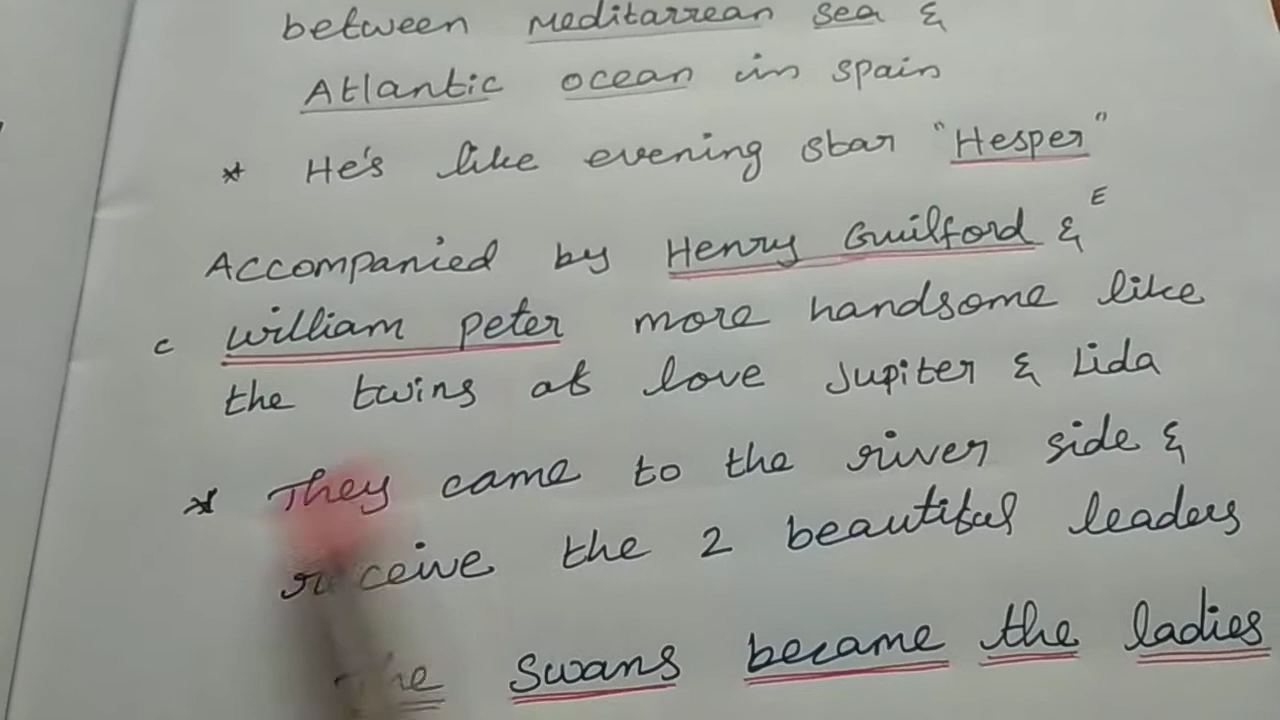 between Meditarrean sea &
Atlantic ocean in spain
* He's like evening star "Hesper"
Accompanied by Henry Guilford & E
c William Peter more handsome like
the twins of love Jupiter & Lida
* They came to the river side &
receive the 2 beautiful leaders
The Swans became the ladies